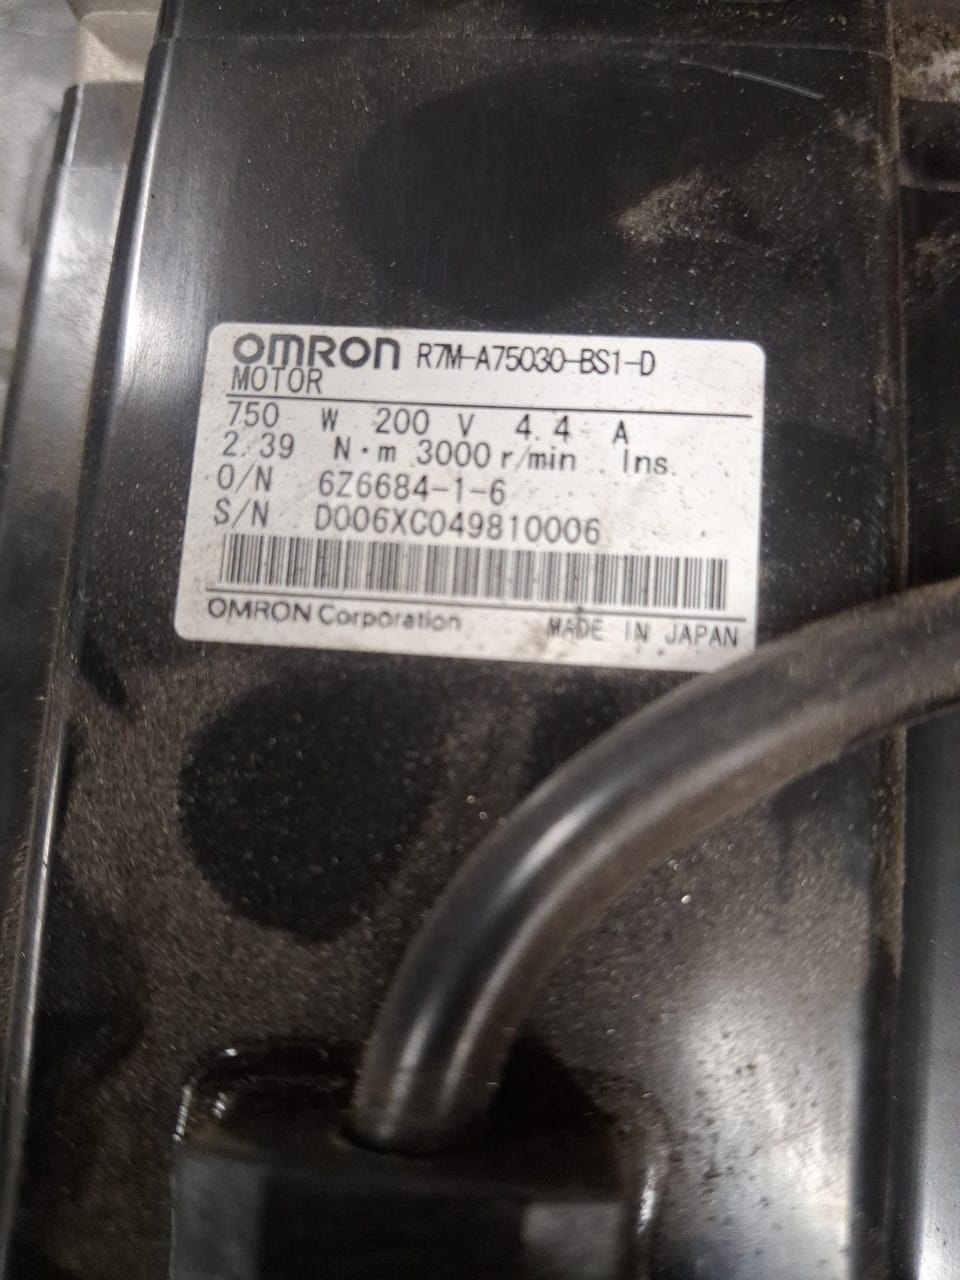 OMRON R7M-A75030-BS1-D
MOTOR
750 W 200 V 4.4 A
2.39 N·m 3000 r/min Ins.
O/N 6Z6684-1-6
S/N D006XC049810006
OMRON Corporation MADE IN JAPAN